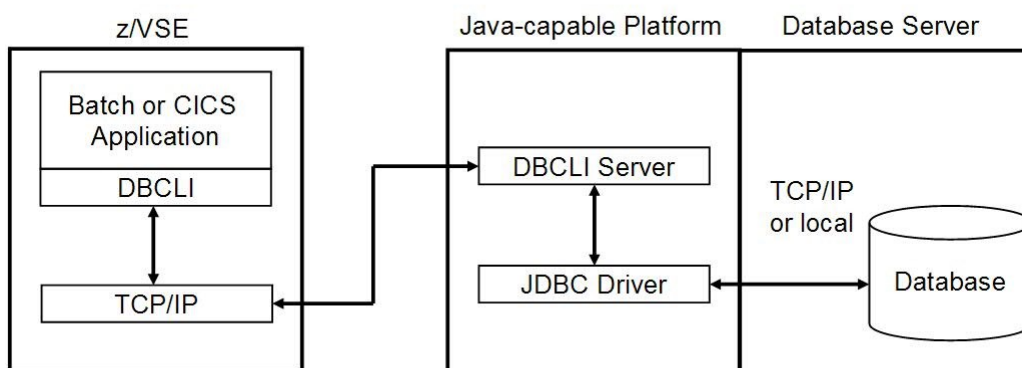 z/VSE
Java-capable Platform
Database Server
Batch or CICS
Application
DBCLI
TCP/IP
DBCLI Server
JDBC Driver
TCP/IP
or local
Database